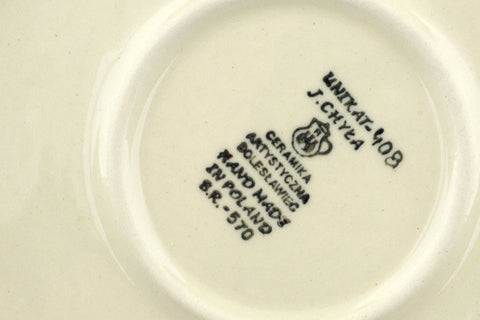 UNIKAT-408
J. CHYŁA
CERAMIKA
ARTYSTYCZNA
BOLESŁAWIEC
HAND MADE
IN POLAND
B.R.-570